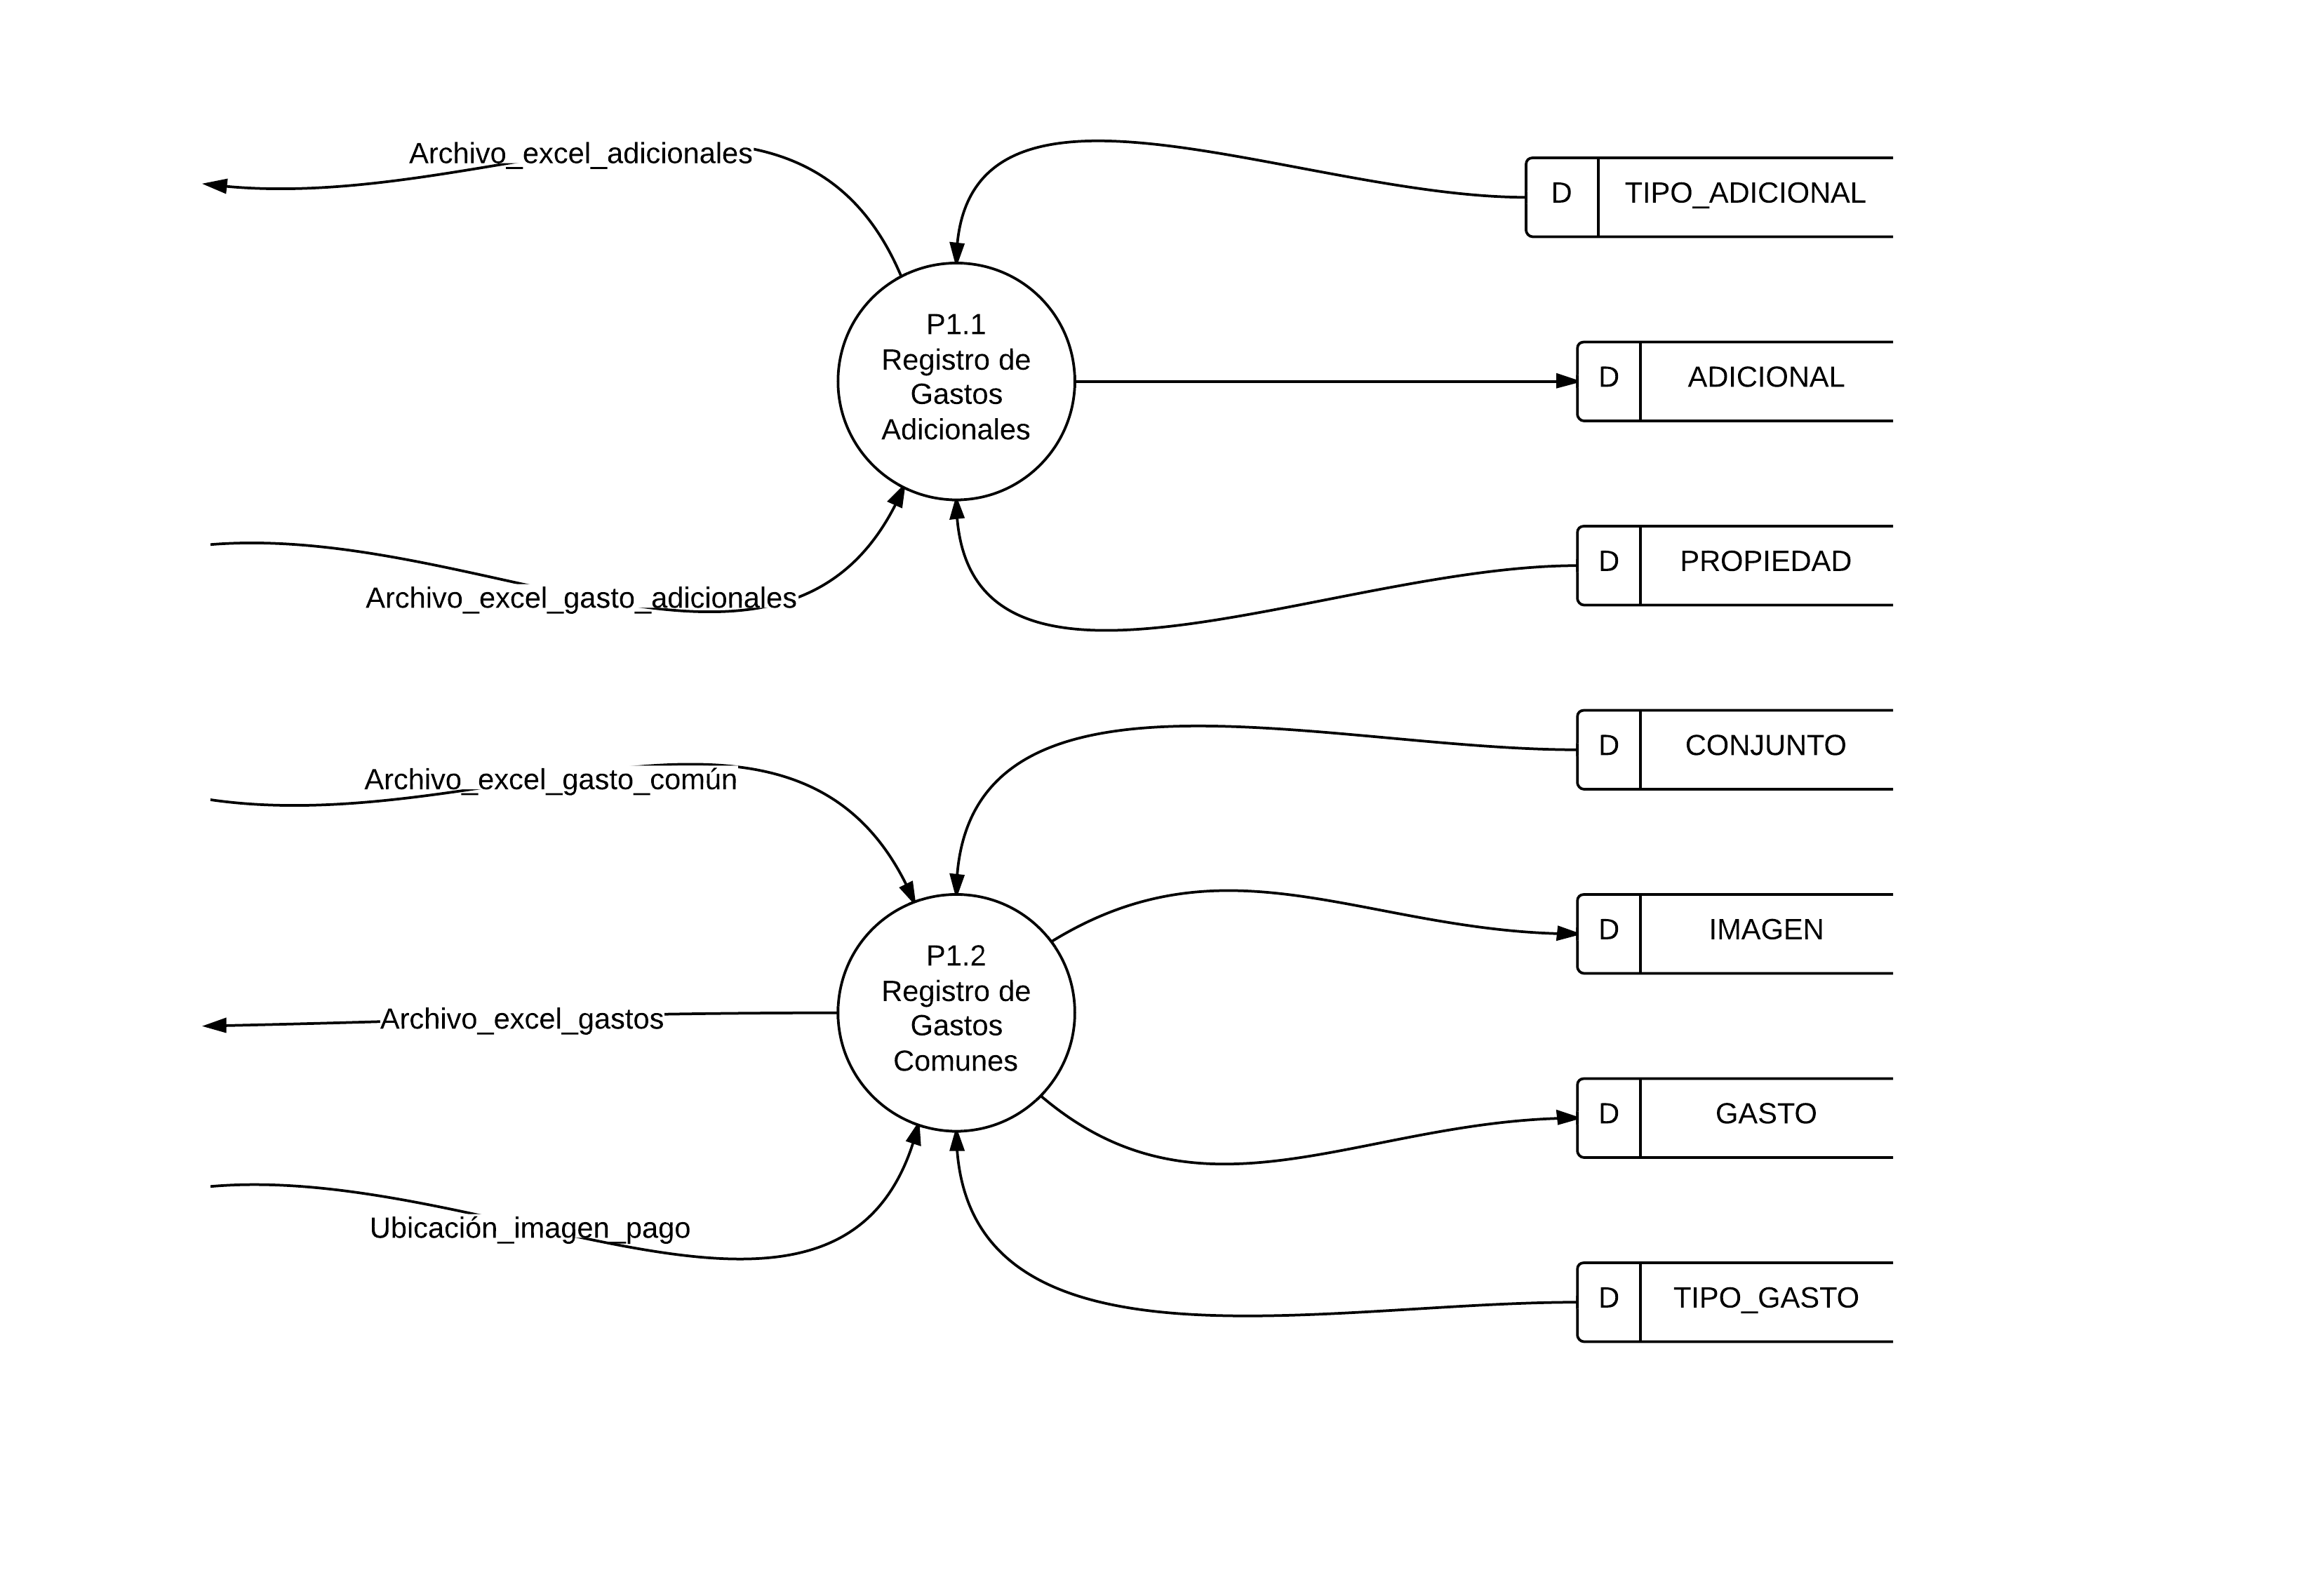 Archivo_excel_adicionales
D TIPO_ADICIONAL
P1.1
Registro de
Gastos
Adicionales
D ADICIONAL
Archivo_excel_gasto_adicionales
D PROPIEDAD
Archivo_excel_gasto_común
D CONJUNTO
D IMAGEN
P1.2
Registro de
Gastos
Comunes
Archivo_excel_gastos
D GASTO
Ubicación_imagen_pago
D TIPO_GASTO